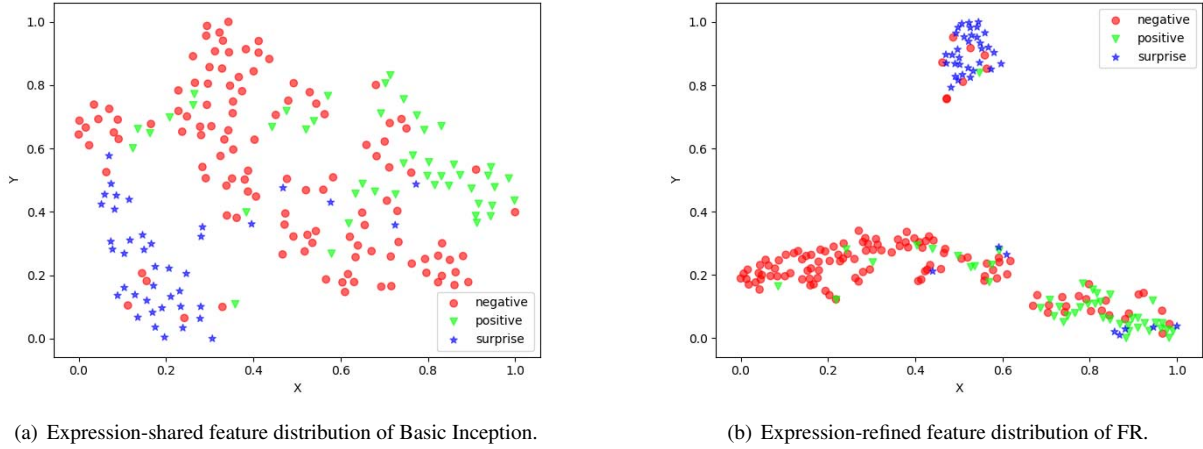 1.0
0.8
0.6
0.4
0.2
0.0
Y
0.0 0.2 0.4 0.6 0.8 1.0
X
negative
positive
surprise
(a) Expression-shared feature distribution of Basic Inception.
1.0
0.8
0.6
0.4
0.2
0.0
Y
0.0 0.2 0.4 0.6 0.8 1.0
X
negative
positive
surprise
(b) Expression-refined feature distribution of FR.